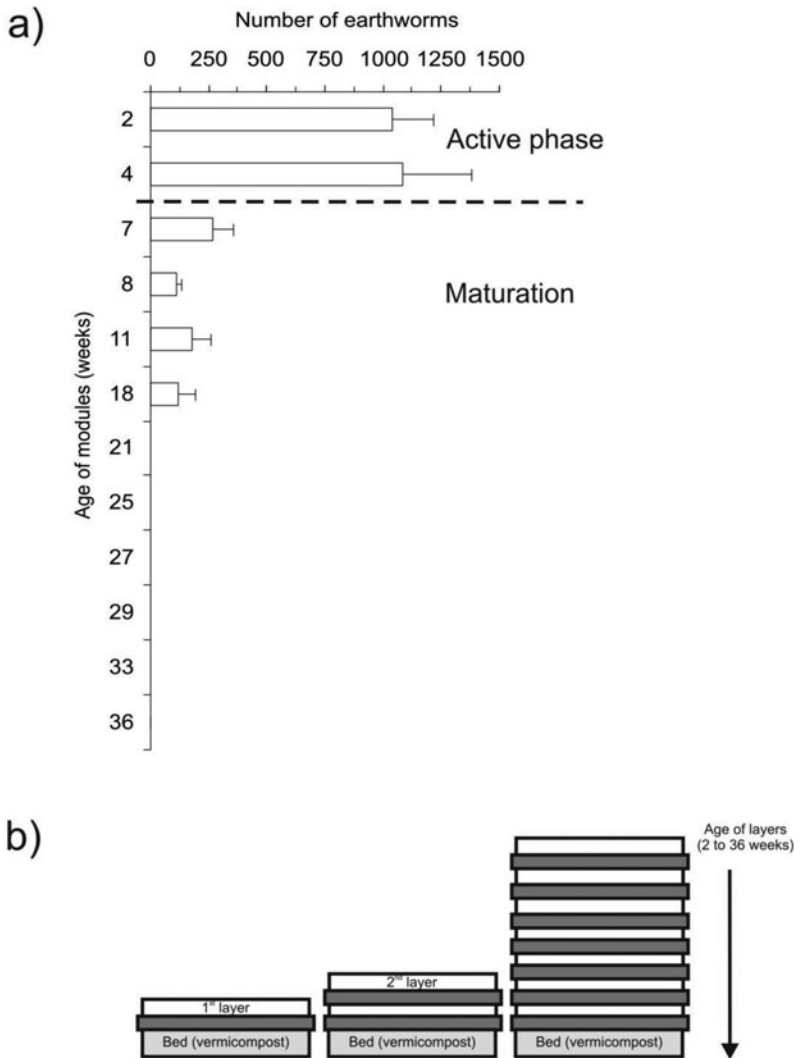 a)
Number of earthworms
0 250 500 750 1000 1250 1500
Age of modules (weeks)
2
Active phase
4
7
8
Maturation
11
18
21
25
27
29
33
36
b)
Age of layers
(2 to 36 weeks)
1st layer
Bed (vermicompost)
2nd layer
Bed (vermicompost)
Bed (vermicompost)